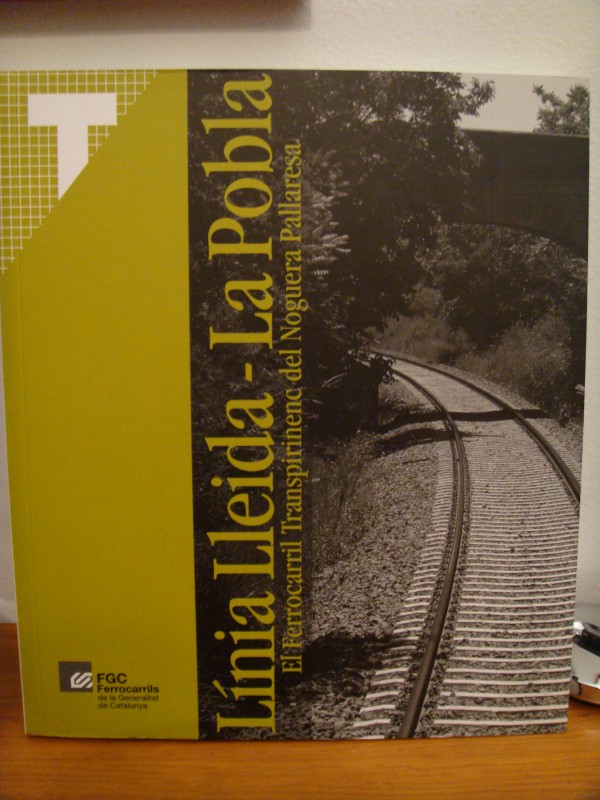 T
Línia Lleida - La Pobla
El Ferrocarril Transpirinenc del Noguera Pallaresa
FGC
Ferrocarrils
de la Generalitat
de Catalunya